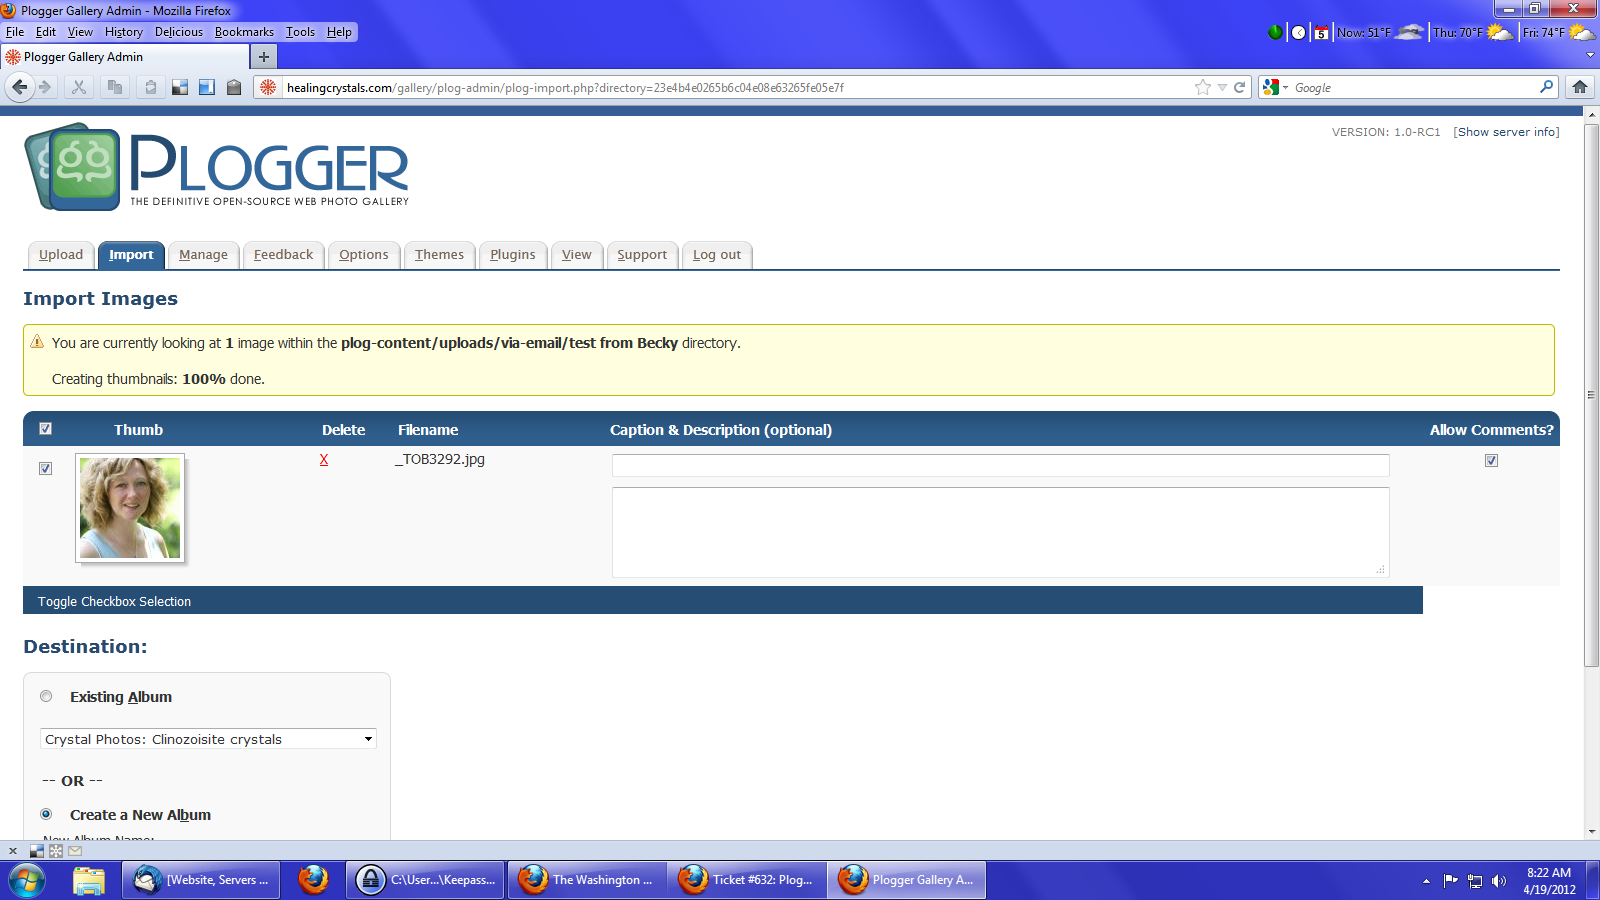 Plogger Gallery Admin - Mozilla Firefox
File Edit View History Delicious Bookmarks Tools Help
5 Now: 51°F Thu: 70°F Fri: 74°F
Plogger Gallery Admin
healingcrystals.com/gallery/plog-admin/plog-import.php?directory=23e4b4e0265b6c04e08e63265fe05e7f
Google
VERSION: 1.0-RC1 [Show server info]
PLOGGER
THE DEFINITIVE OPEN-SOURCE WEB PHOTO GALLERY
Upload Import Manage Feedback Options Themes Plugins View Support Log out
Import Images
You are currently looking at 1 image within the plog-content/uploads/via-email/test from Becky directory.
Creating thumbnails: 100% done.
Thumb Delete Filename Caption & Description (optional) Allow Comments?
X _TOB3292.jpg
Toggle Checkbox Selection
Destination:
Existing Album
Crystal Photos: Clinozoisite crystals
-- OR --
Create a New Album
New Album Name:
[Website, Servers ... C:\User...\Keepass... The Washington ... Ticket #632: Plog... Plogger Gallery A...
8:22 AM
4/19/2012